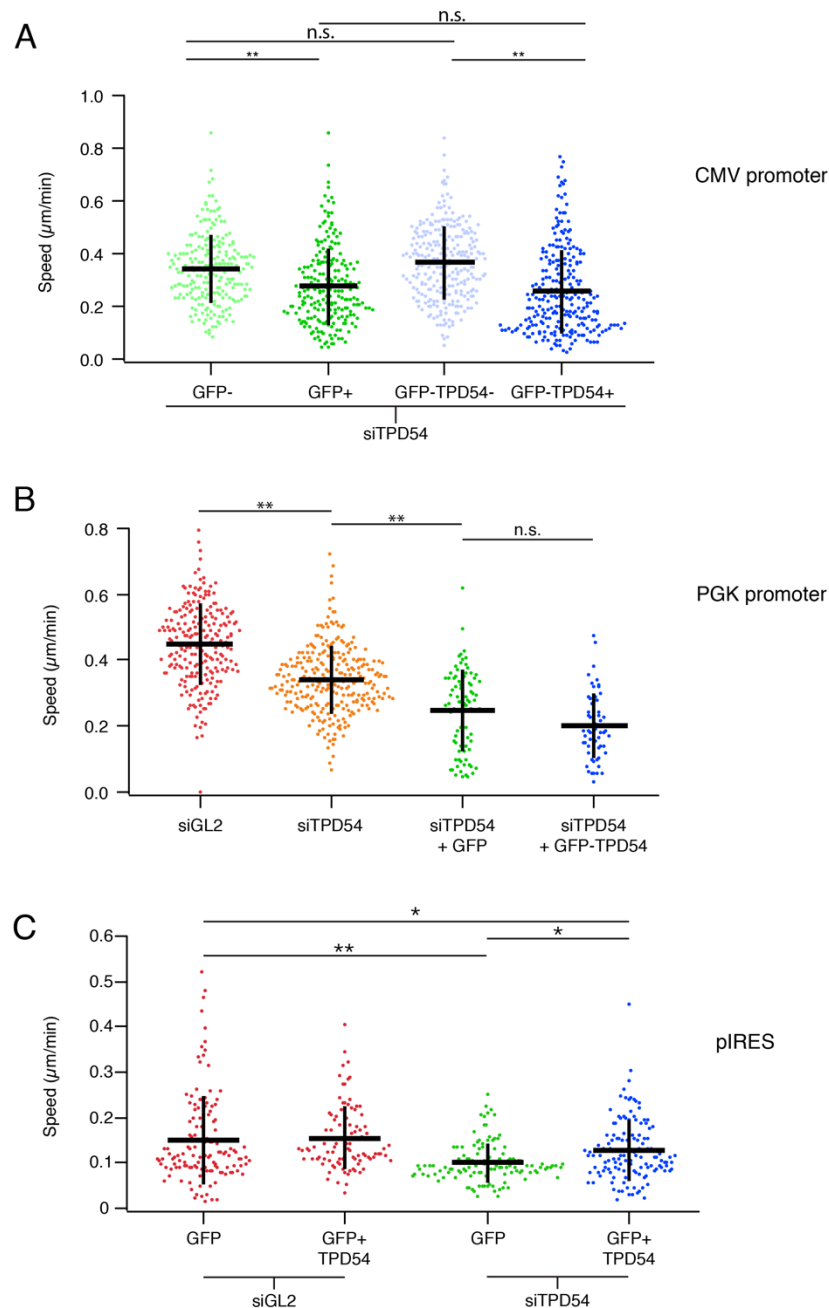 A
n.s.
n.s.
**
**
1.0
0.8
0.6
0.4
0.2
0.0
Speed (µm/min)
CMV promoter
GFP-
GFP+
GFP-TPD54-
GFP-TPD54+
siTPD54
B
**
**
n.s.
0.8
0.6
0.4
0.2
0.0
Speed (µm/min)
PGK promoter
siGL2
siTPD54
siTPD54
+ GFP
siTPD54
+ GFP-TPD54
C
*
**
*
0.6
0.5
0.4
0.3
0.2
0.1
0
Speed (µm/min)
pIRES
GFP
GFP+
TPD54
GFP
GFP+
TPD54
siGL2
siTPD54